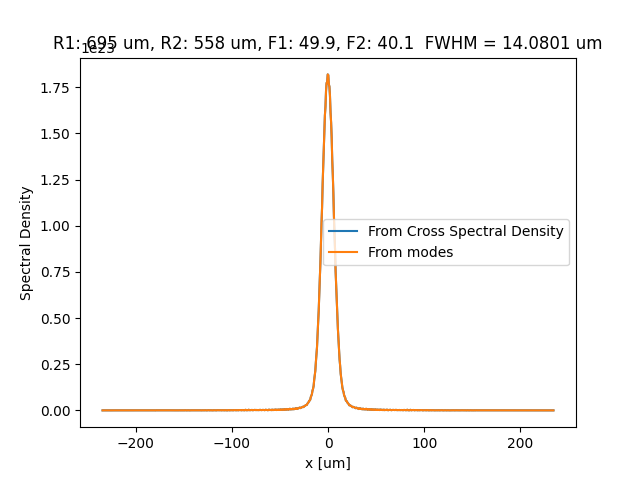 R1: 695 um, R2: 558 um, F1: 49.9, F2: 40.1  FWHM = 14.0801 um
1e23
1.75
1.50
1.25
1.00
0.75
0.50
0.25
0.00
Spectral Density
From Cross Spectral Density
From modes
−200
−100
0
100
200
x [um]